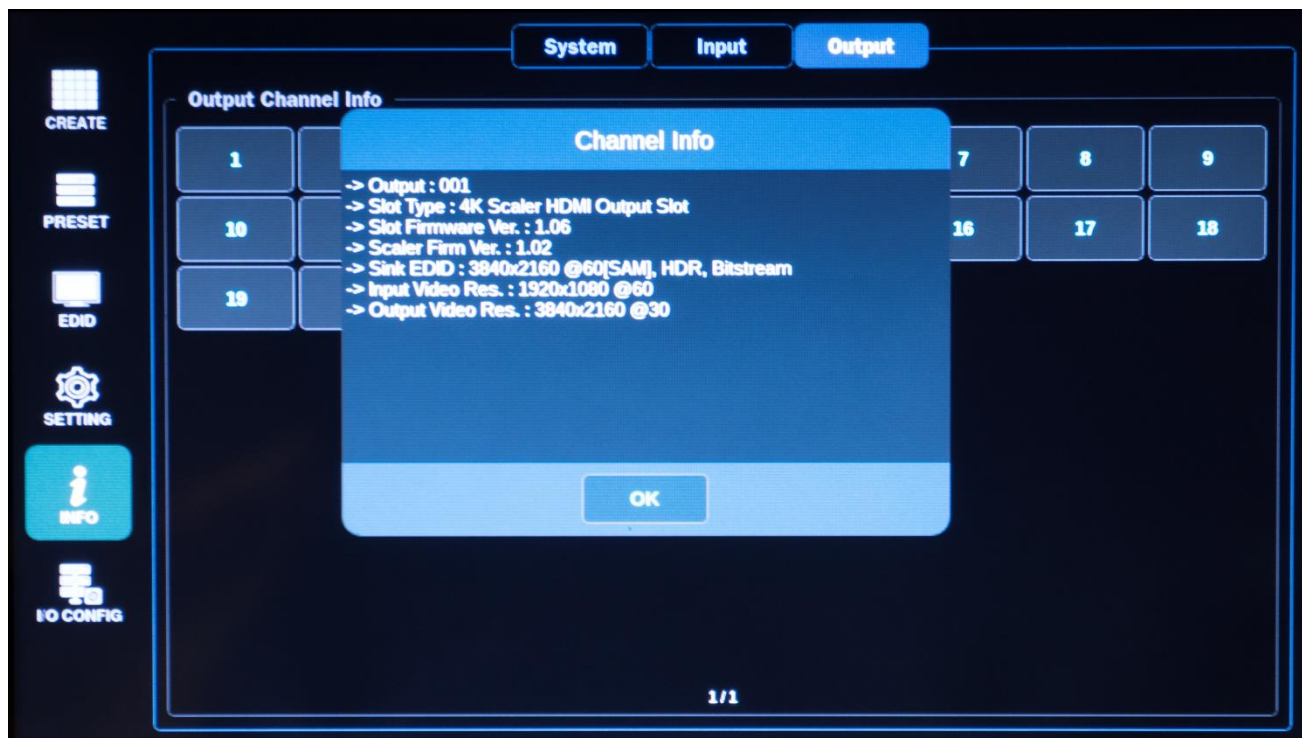 System Input Output
Output Channel Info
CREATE
PRESET
EDID
SETTING
INFO
I/O CONFIG
1
7 8 9
10
16 17 18
19
Channel Info
-> Output : 001
-> Slot Type : 4K Scaler HDMI Output Slot
-> Slot Firmware Ver. : 1.06
-> Scaler Firm Ver. : 1.02
-> Sink EDID : 3840x2160 @60[SAM], HDR, Bitstream
-> Input Video Res. : 1920x1080 @60
-> Output Video Res. : 3840x2160 @30
OK
1/1